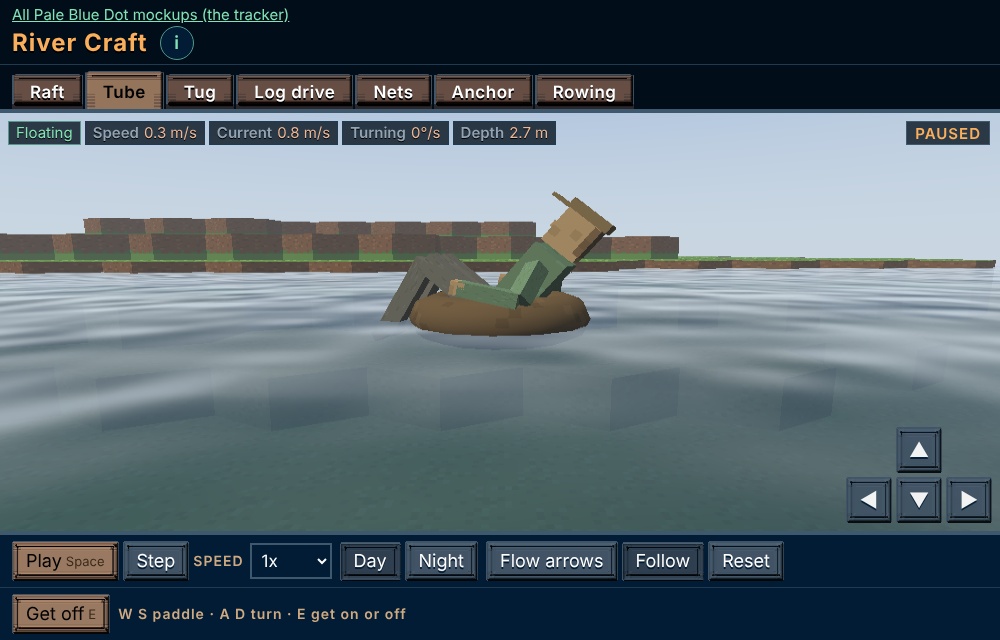 All Pale Blue Dot mockups (the tracker)
River Craft i
Raft Tube Tug Log drive Nets Anchor Rowing
Floating Speed 0.3 m/s Current 0.8 m/s Turning 0°/s Depth 2.7 m PAUSED
Play Space Step SPEED 1x Day Night Flow arrows Follow Reset
Get off E W S paddle · A D turn · E get on or off